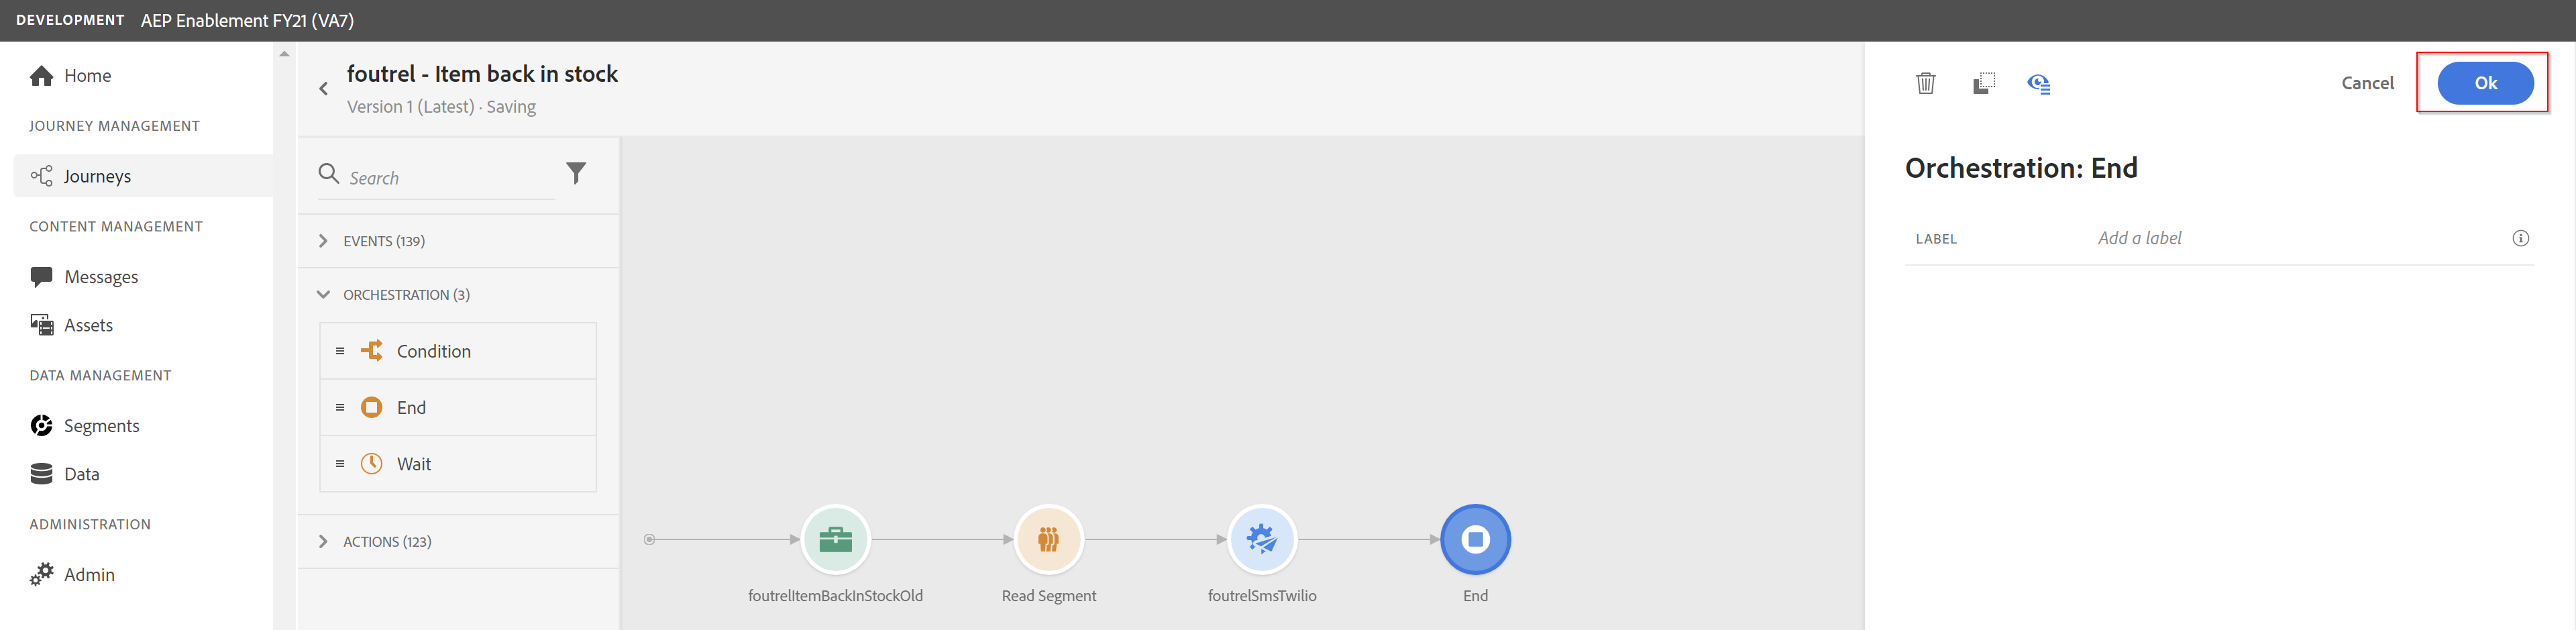 DEVELOPMENT AEP Enablement FY21 (VA7)
Home
JOURNEY MANAGEMENT
Journeys
CONTENT MANAGEMENT
Messages
Assets
DATA MANAGEMENT
Segments
Data
ADMINISTRATION
Admin
foutrel - Item back in stock
Version 1 (Latest) · Saving
Search
EVENTS (139)
ORCHESTRATION (3)
Condition
End
Wait
ACTIONS (123)
foutrelItemBackInStockOld
Read Segment
foutrelSmsTwilio
End
Cancel
Ok
Orchestration: End
LABEL
Add a label